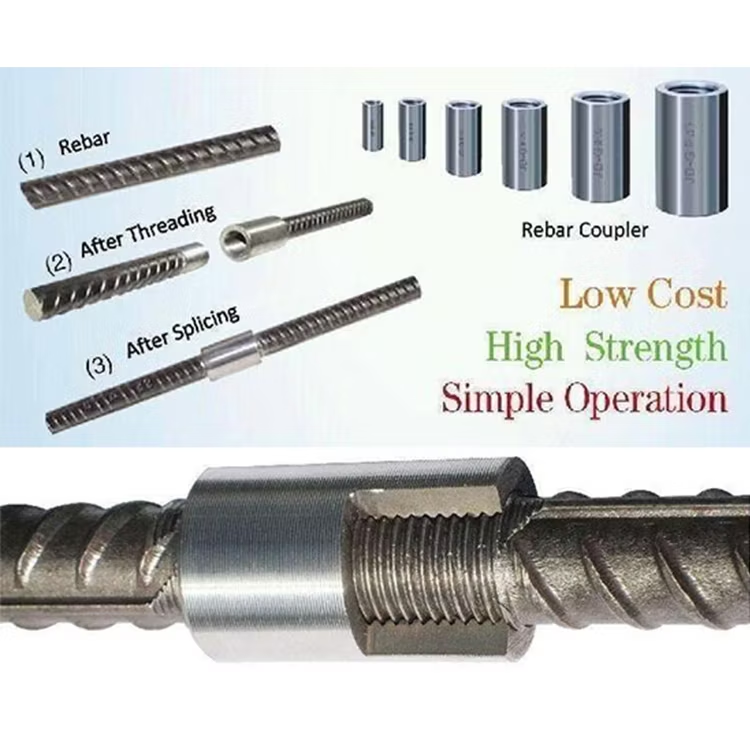 (1) Rebar
(2) After Threading
(3) After Splicing
Rebar Coupler
Low Cost
High Strength
Simple Operation